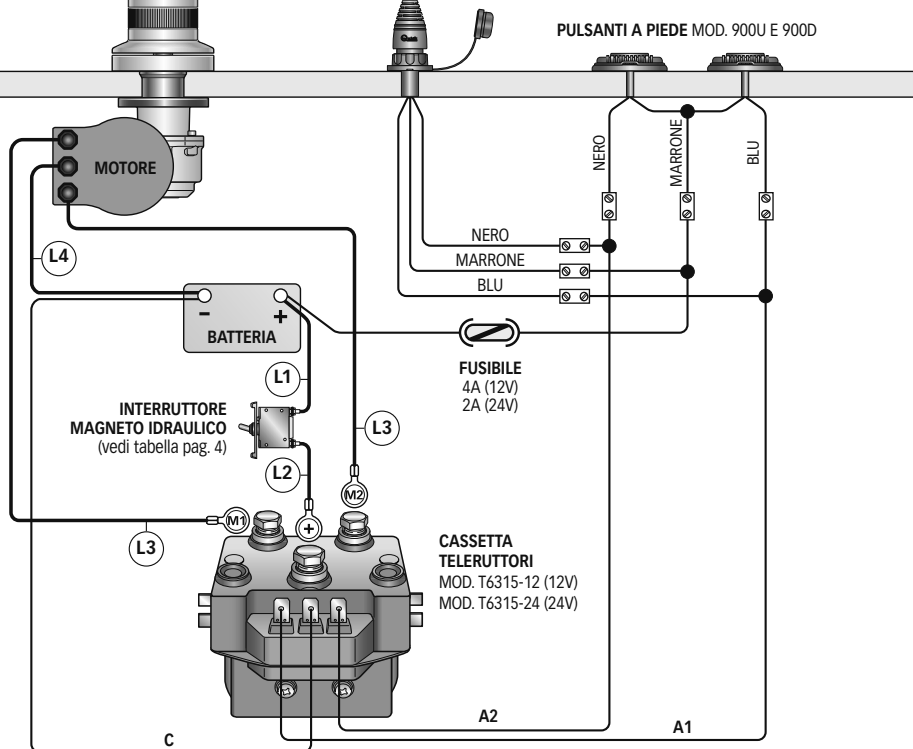 PULSANTI A PIEDE MOD. 900U E 900D
Quick
MOTORE
NERO
MARRONE
BLU
NERO
MARRONE
BLU
L4
-
+
BATTERIA
FUSIBILE
4A (12V)
2A (24V)
L1
INTERRUTTORE
MAGNETO IDRAULICO
(vedi tabella pag. 4)
L3
L2
M2
M1
+
L3
CASSETTA
TELERUTTORI
MOD. T6315-12 (12V)
MOD. T6315-24 (24V)
A2
A1
C